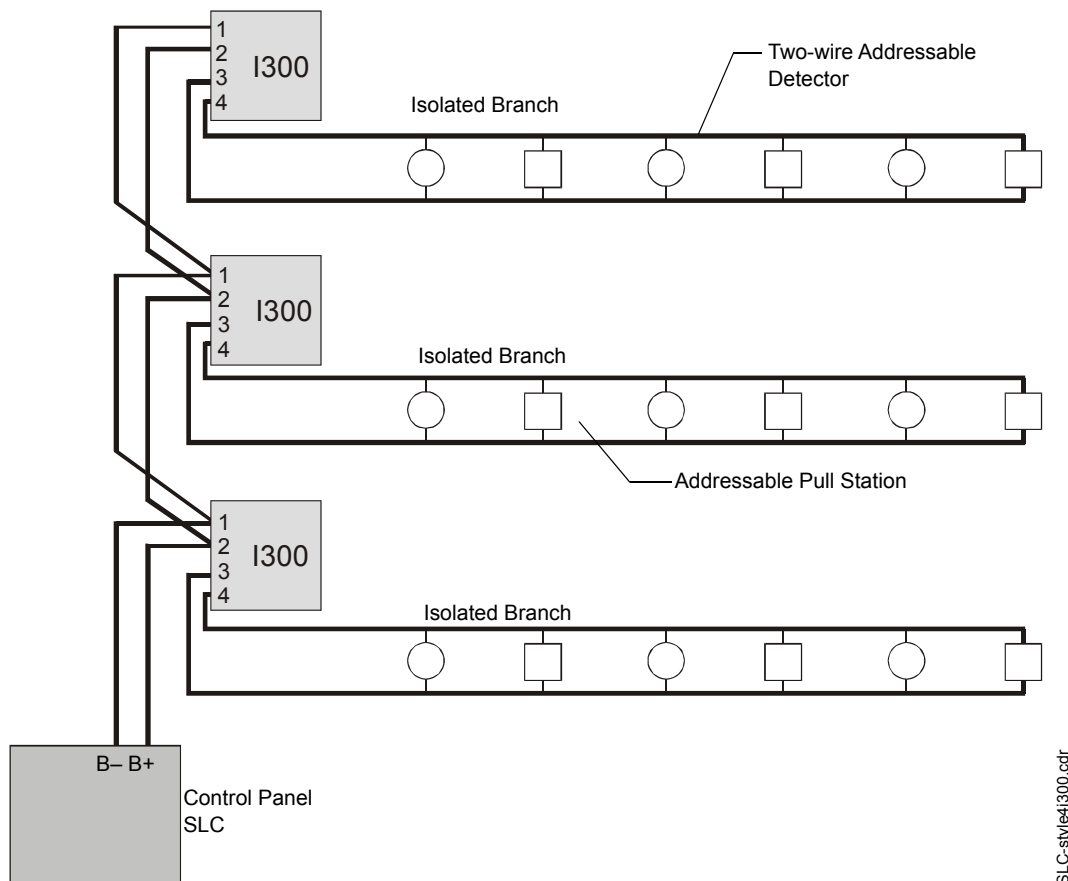 1
2
3
4
I300
Isolated Branch
Two-wire Addressable
Detector
1
2
3
4
I300
Isolated Branch
Addressable Pull Station
1
2
3
4
I300
Isolated Branch
B– B+
Control Panel
SLC
SLC-style4i300.cdr